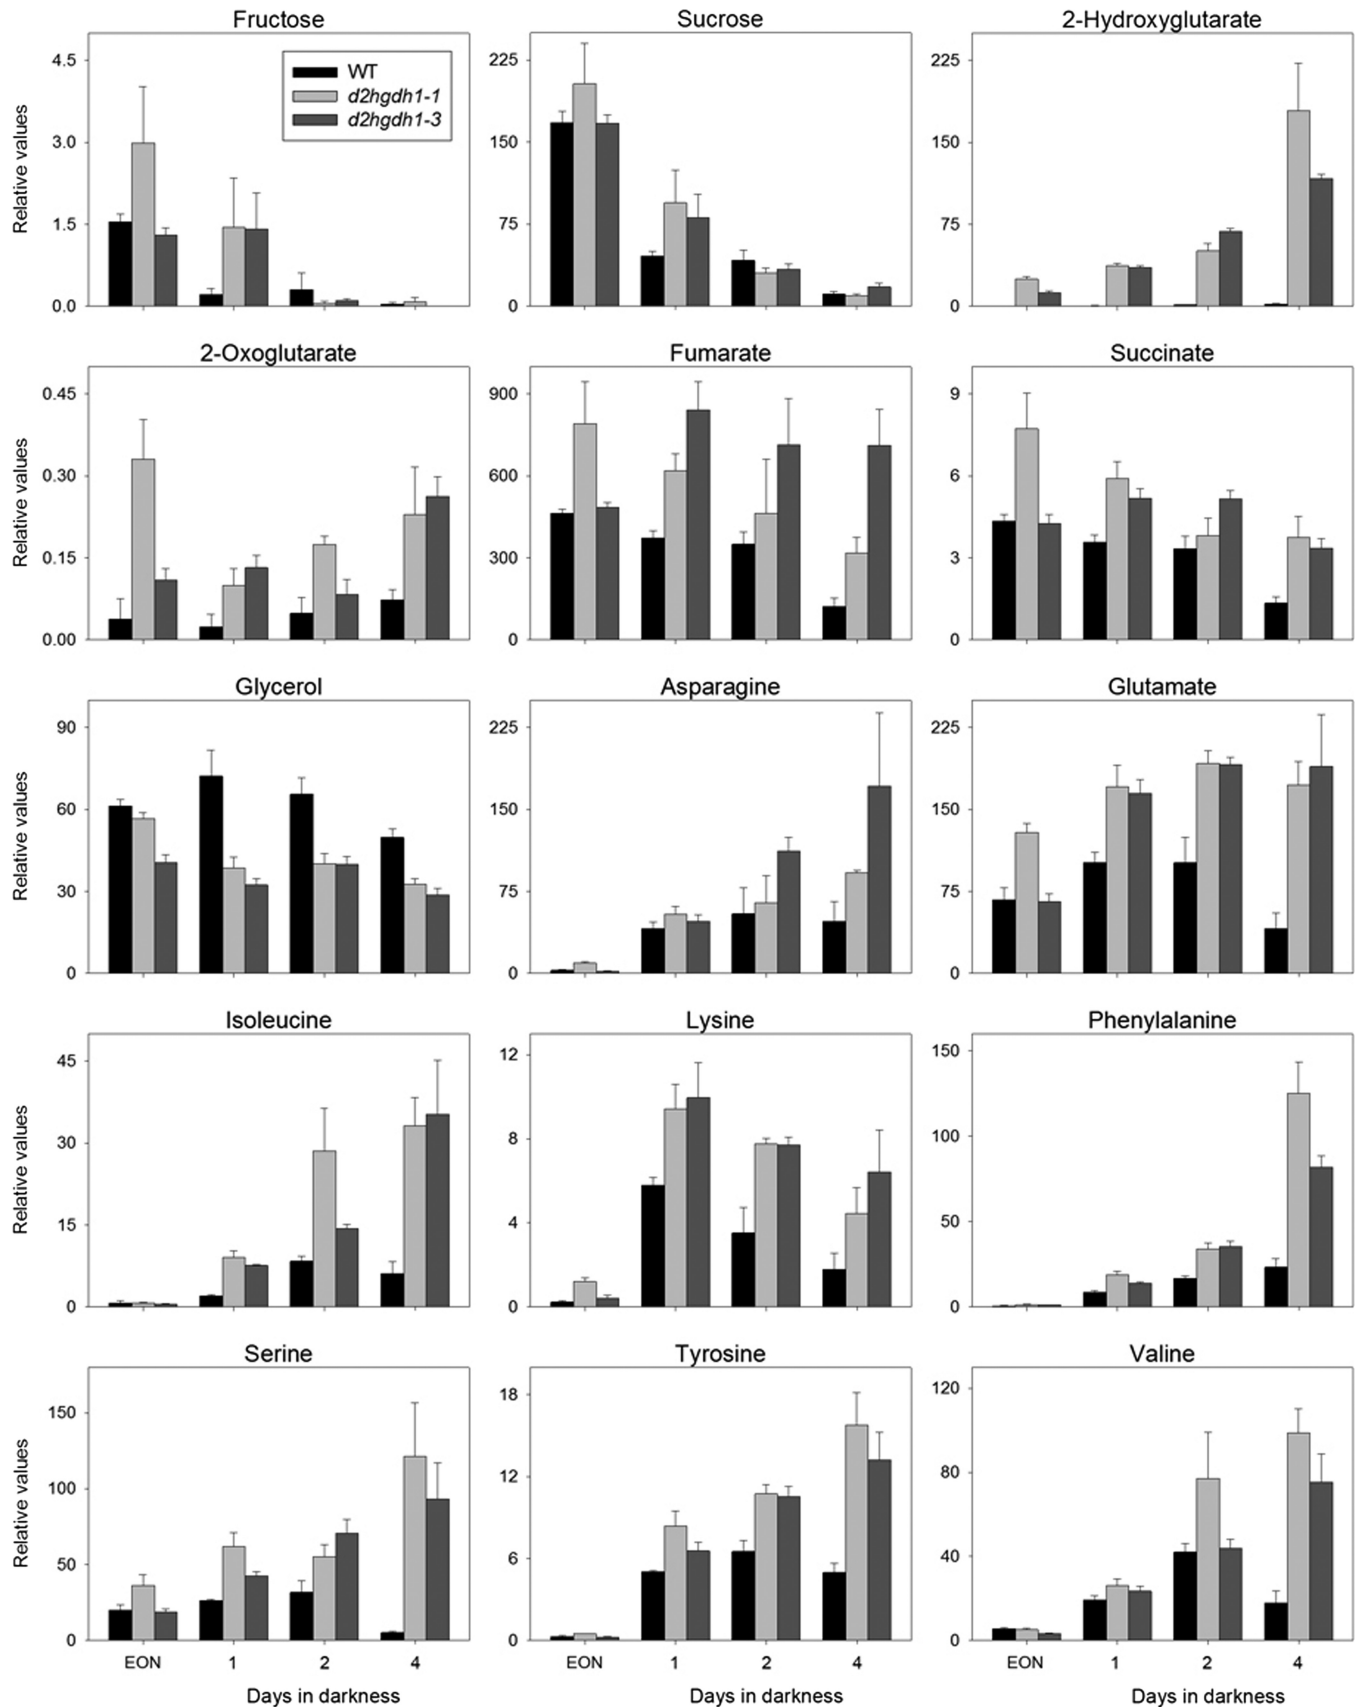 Fructose
Sucrose
2-Hydroxyglutarate
Relative values
4.5
3.0
1.5
0.0
WT
d2hgdh1-1
d2hgdh1-3
225
150
75
0
225
150
75
0
2-Oxoglutarate
Fumarate
Succinate
Relative values
0.45
0.30
0.15
0.00
900
600
300
0
9
6
3
0
Glycerol
Asparagine
Glutamate
Relative values
90
60
30
0
225
150
75
0
225
150
75
0
Isoleucine
Lysine
Phenylalanine
Relative values
45
30
15
0
12
8
4
0
150
100
50
0
Serine
Tyrosine
Valine
Relative values
150
100
50
0
18
12
6
0
120
80
40
0
EON 1 2 4
EON 1 2 4
EON 1 2 4
Days in darkness
Days in darkness
Days in darkness